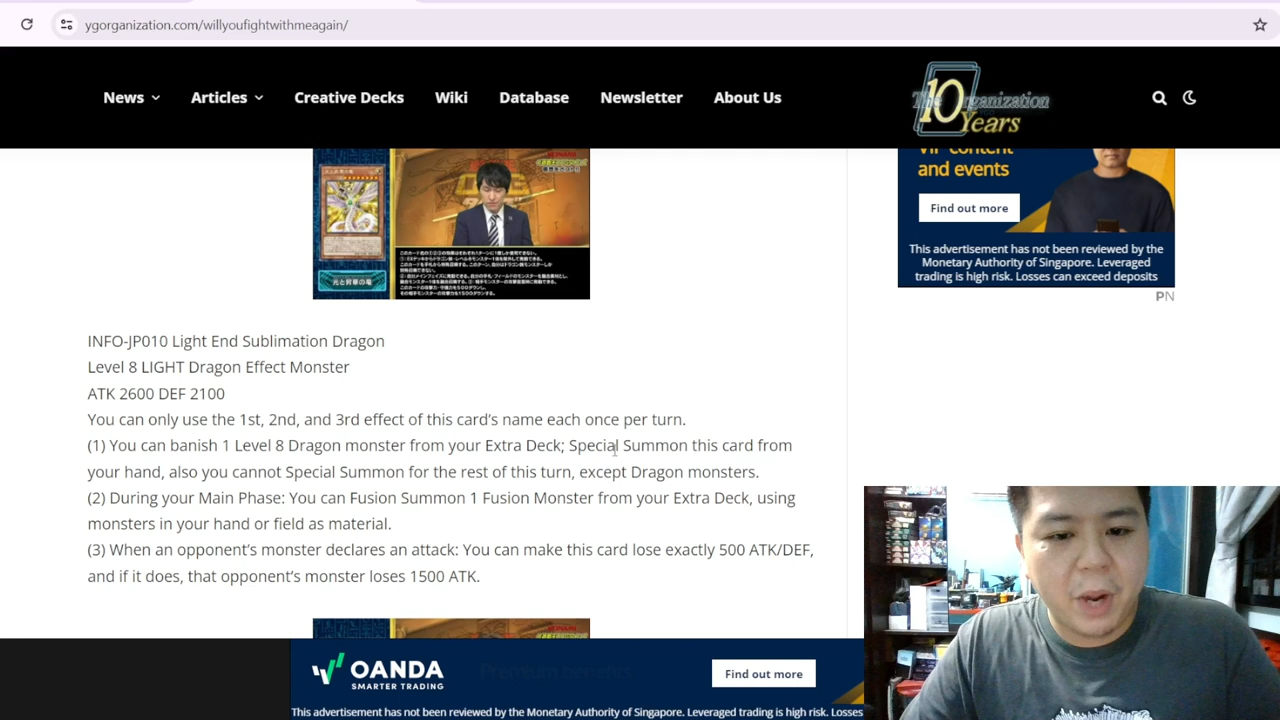 ygorganization.com/willyoufightwithmeagain/
News
Articles
Creative Decks
Wiki
Database
Newsletter
About Us
The Organization
10 Years
VIP content
and events
Find out more
This advertisement has not been reviewed by the
Monetary Authority of Singapore. Leveraged
trading is high risk. Losses can exceed deposits
PN
INFO-JP010 Light End Sublimation Dragon
Level 8 LIGHT Dragon Effect Monster
ATK 2600 DEF 2100
You can only use the 1st, 2nd, and 3rd effect of this card’s name each once per turn.
(1) You can banish 1 Level 8 Dragon monster from your Extra Deck; Special Summon this card from
your hand, also you cannot Special Summon for the rest of this turn, except Dragon monsters.
(2) During your Main Phase: You can Fusion Summon 1 Fusion Monster from your Extra Deck, using
monsters in your hand or field as material.
(3) When an opponent’s monster declares an attack: You can make this card lose exactly 500 ATK/DEF,
and if it does, that opponent’s monster loses 1500 ATK.
OANDA
SMARTER TRADING
Premium benefits
Find out more
This advertisement has not been reviewed by the Monetary Authority of Singapore. Leveraged trading is high risk. Losses